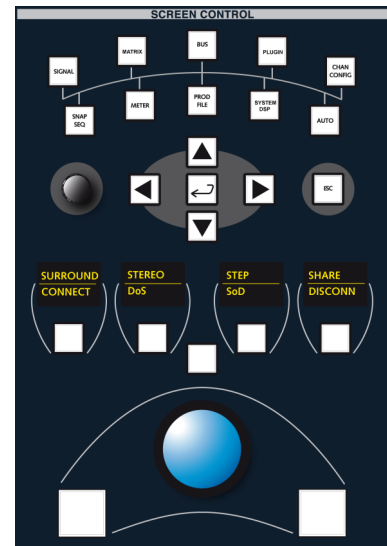 SCREEN CONTROL
BUS
MATRIX
PLUGIN
SIGNAL
CHAN
CONFIG
SNAP
SEQ
METER
PROD
FILE
SYSTEM
DSP
AUTO
ESC
SURROUND
CONNECT
STEREO
DoS
STEP
SoD
SHARE
DISCONN